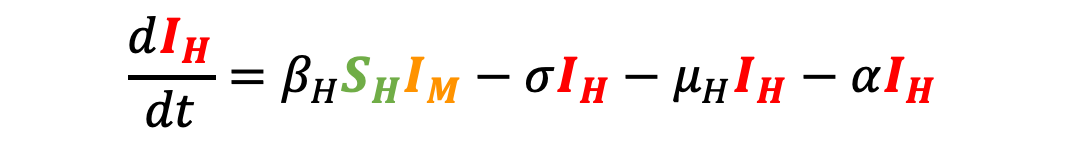 dI_H/dt = β_H S_H I_M − σI_H − μ_H I_H − αI_H